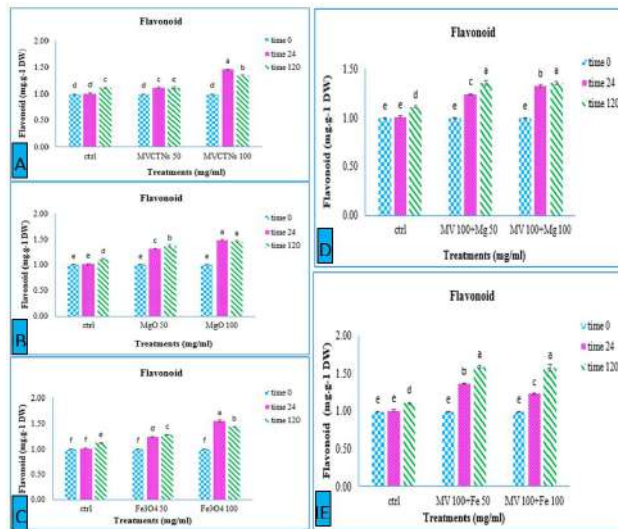 Flavonoid
Flavonoid (mg.g-1 DW)
2.00
1.50
1.00
0.50
0.00
d d c
d c c
d a b
time 0
time 24
time 120
ctrl
MVCTNs 50
MVCTNs 100
Treatments (mg/ml)
A
Flavonoid
Flavonoid (mg.g-1 DW)
2.00
1.50
1.00
0.50
0.00
e e d
e c b
e a a
time 0
time 24
time 120
ctrl
MgO 50
MgO 100
Treatments (mg/ml)
B
Flavonoid
Flavonoid (mg.g-1 DW)
2.00
1.50
1.00
0.50
0.00
f f e
f d c
f a b
time 0
time 24
time 120
ctrl
Fe3O4 50
Fe3O4 100
Treatments (mg/ml)
C
Flavonoid
Flavonoid (mg.g-1 DW)
1.50
1.00
0.50
0.00
e e d
e c a
e b a
time 0
time 24
time 120
ctrl
MV 100+Mg 50
MV 100+Mg 100
Treatments (mg/ml)
D
Flavonoid
Flavonoid (mg.g-1 DW)
2.00
1.50
1.00
0.50
0.00
e e d
e b a
e c a
time 0
time 24
time 120
ctrl
MV 100+Fe 50
MV 100+Fe 100
Treatments (mg/ml)
E